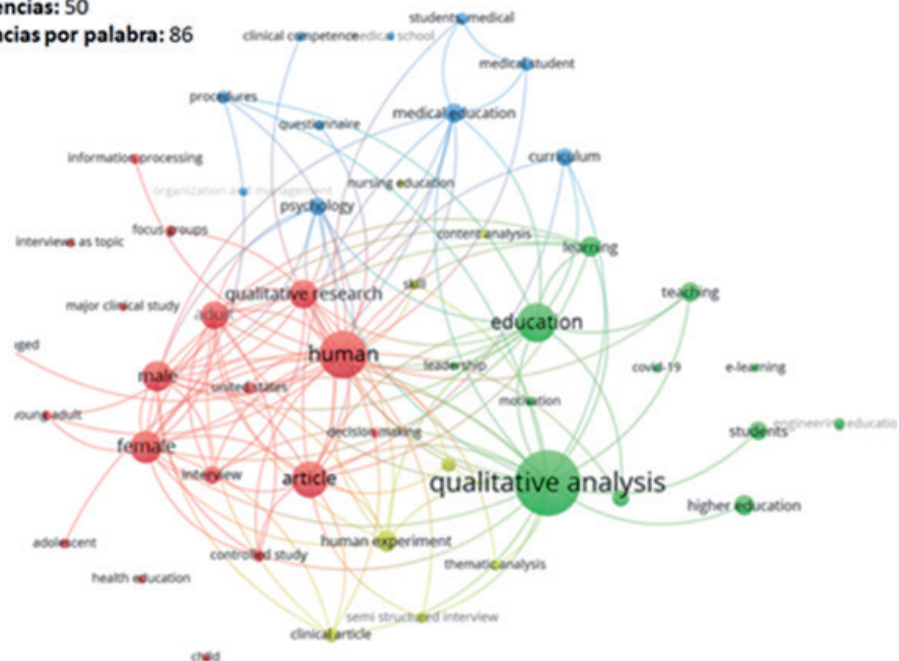 encias: 50
ncias por palabra: 86
students, medical
clinical competence
medical school
medical student
procedures
medical education
questionnaire
information processing
curriculum
nursing education
organization and management
psychology
focus groups
content analysis
interviews as topic
learning
skill
qualitative research
teaching
major clinical study
adult
education
aged
human
leadership
covid-19
e-learning
male
united states
motivation
young adult
engineering educatio
decision making
students
female
interview
article
qualitative analysis
higher education
adolescent
human experiment
controlled study
thematic analysis
health education
semi structured interview
clinical article
child